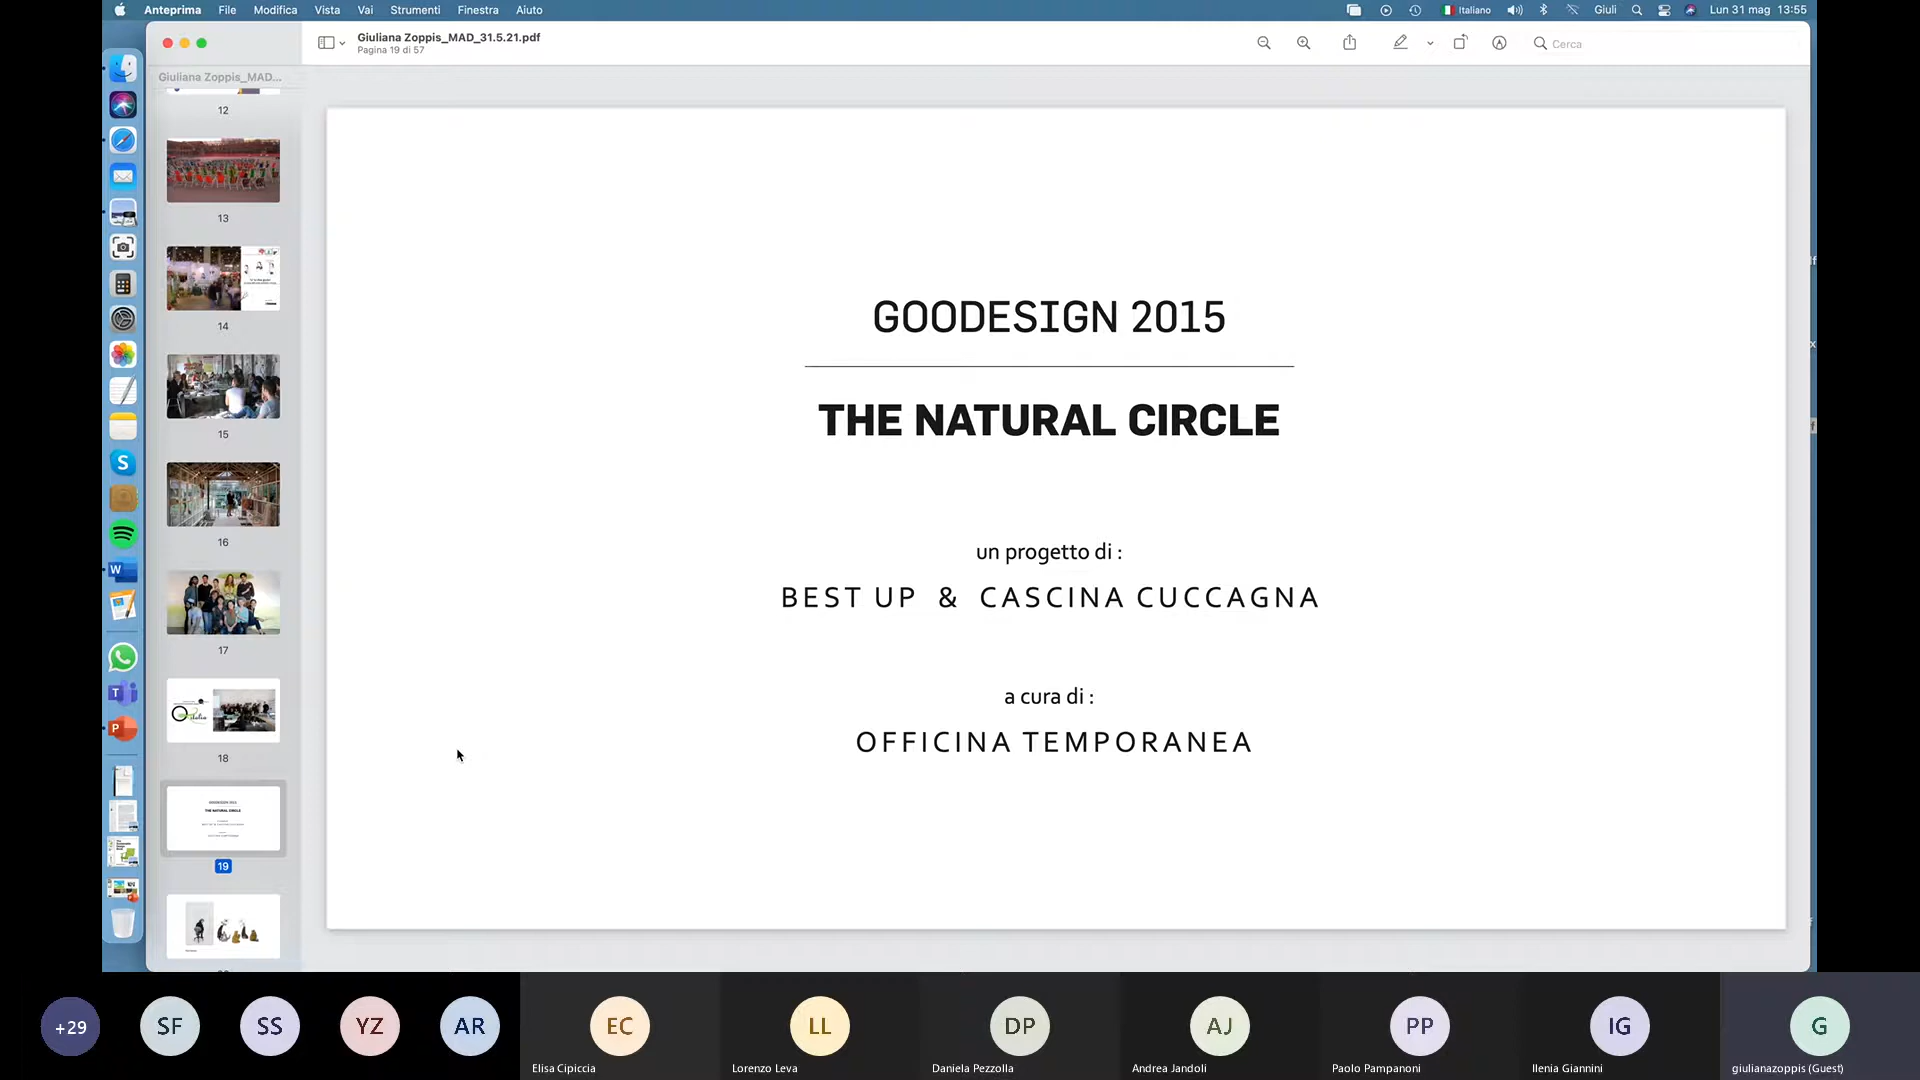 Anteprima File Modifica Vista Vai Strumenti Finestra Aiuto Italiano Giuli Lun 31 mag 13:55
Giuliana Zoppis_MAD_31.5.21.pdf
Pagina 19 di 57
Cerca
Giuliana Zoppis_MAD...
12
13
14
15
16
17
18
19
GOODESIGN 2015
THE NATURAL CIRCLE
un progetto di :
BEST UP & CASCINA CUCCAGNA
a cura di :
OFFICINA TEMPORANEA
+29 SF SS YZ AR EC LL DP AJ PP IG G
Elisa Cipiccia Lorenzo Leva Daniela Pezzolla Andrea Jandoli Paolo Pampanoni Ilenia Giannini giulianazoppis (Guest)